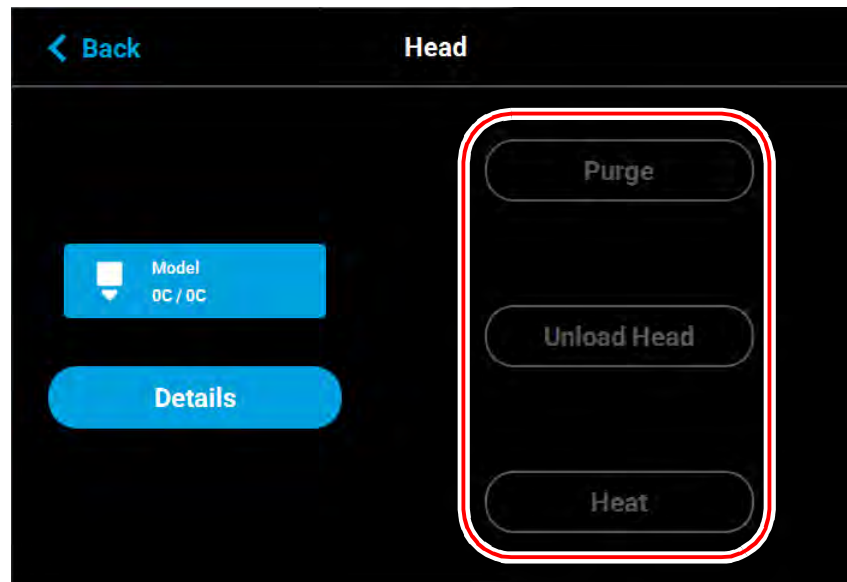 Back
Head
Purge
Model
0C / 0C
Unload Head
Details
Heat